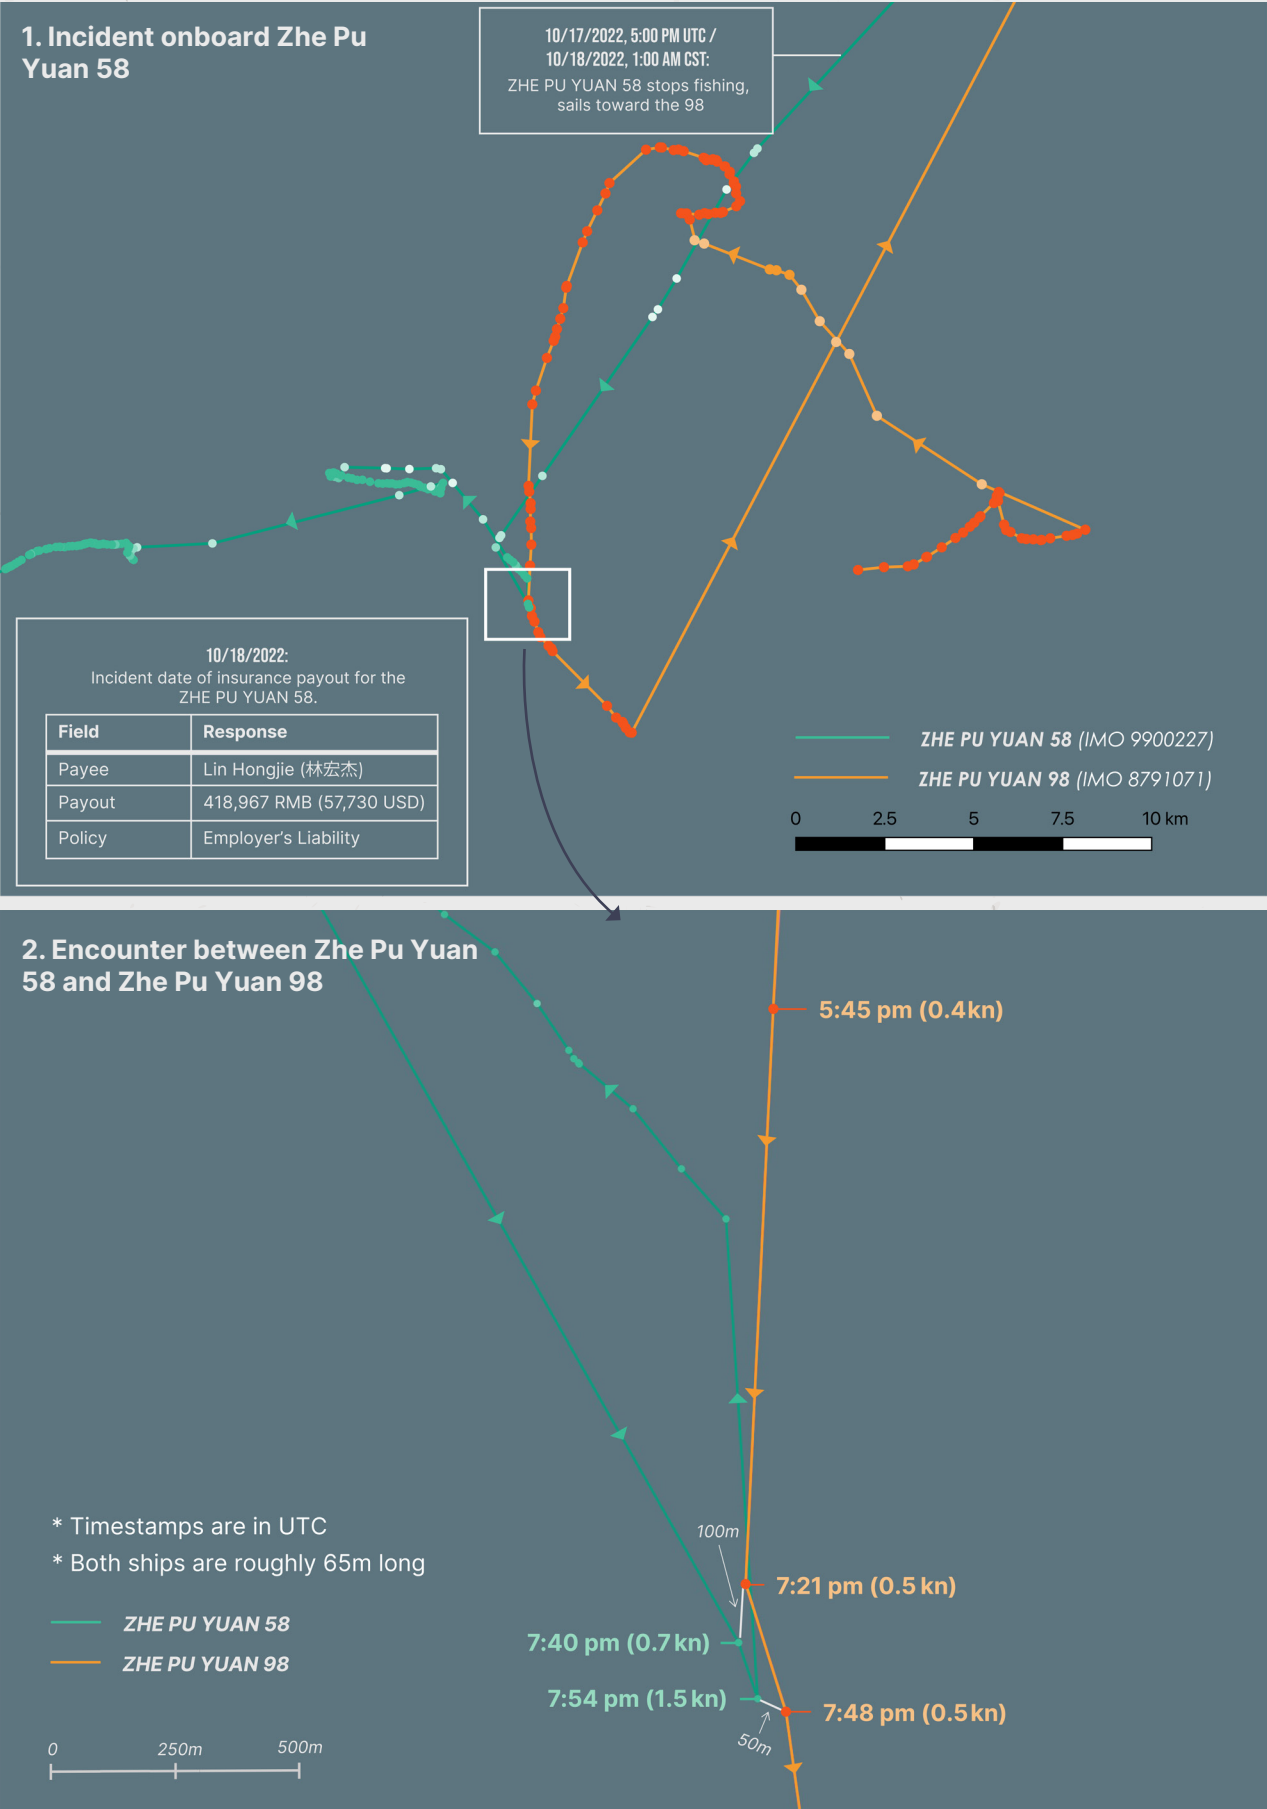 1. Incident onboard Zhe Pu
Yuan 58
10/17/2022, 5:00 PM UTC /
10/18/2022, 1:00 AM CST:
ZHE PU YUAN 58 stops fishing,
sails toward the 98
10/18/2022:
Incident date of insurance payout for the
ZHE PU YUAN 58.
Field Response
Payee Lin Hongjie (林宏杰)
Payout 418,967 RMB (57,730 USD)
Policy Employer's Liability
ZHE PU YUAN 58 (IMO 9900227)
ZHE PU YUAN 98 (IMO 8791071)
0 2.5 5 7.5 10 km
2. Encounter between Zhe Pu Yuan
58 and Zhe Pu Yuan 98
5:45 pm (0.4kn)
* Timestamps are in UTC
* Both ships are roughly 65m long
100m
7:21 pm (0.5 kn)
ZHE PU YUAN 58
7:40 pm (0.7 kn)
ZHE PU YUAN 98
7:54 pm (1.5 kn)
7:48 pm (0.5 kn)
50m
0 250m 500m